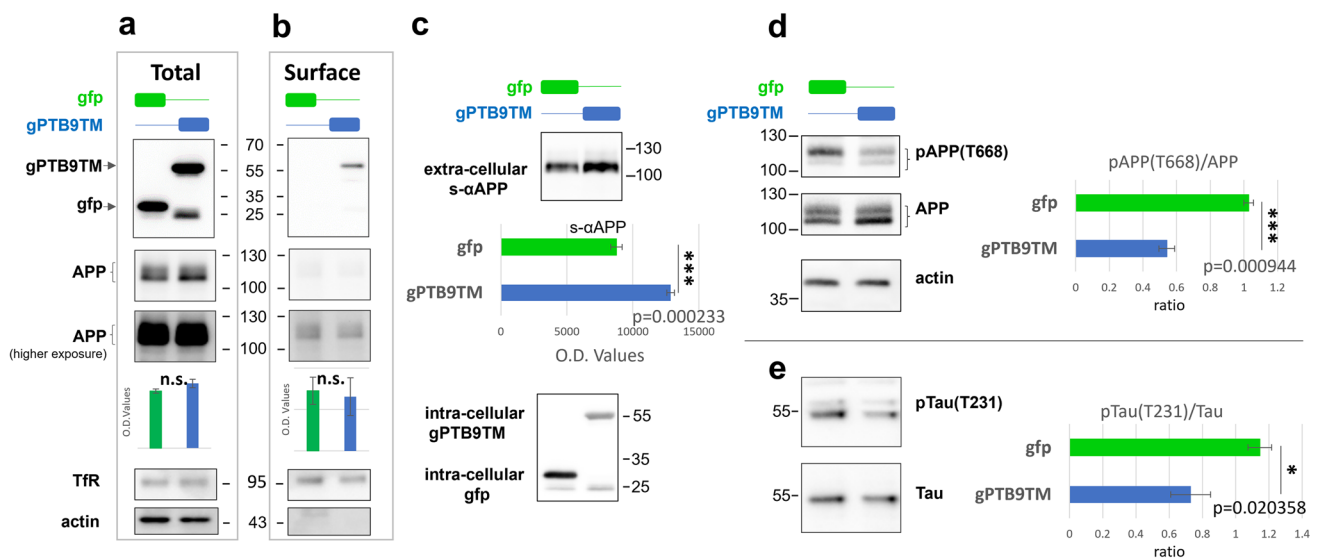 a
b
c
d
Total
Surface
gfp
gPTB9TM
gPTB9TM
gfp
APP
APP
(higher exposure)
70
55
35
25
130
100
130
100
n.s.
O.D. Values
n.s.
O.D. Values
TfR
95
actin
43
gfp
gPTB9TM
extra-cellular
s-αAPP
130
100
s-αAPP
gfp
gPTB9TM
***
p=0.000233
0 5000 10000 15000
O.D. Values
intra-cellular
gPTB9TM
55
intra-cellular
gfp
35
25
gfp
gPTB9TM
130
100
pAPP(T668)
130
100
APP
35
actin
pAPP(T668)/APP
gfp
gPTB9TM
***
p=0.000944
0 0.2 0.4 0.6 0.8 1 1.2
ratio
e
55
pTau(T231)
55
Tau
pTau(T231)/Tau
gfp
gPTB9TM
*
p=0.020358
0 0.2 0.4 0.6 0.8 1 1.2 1.4
ratio